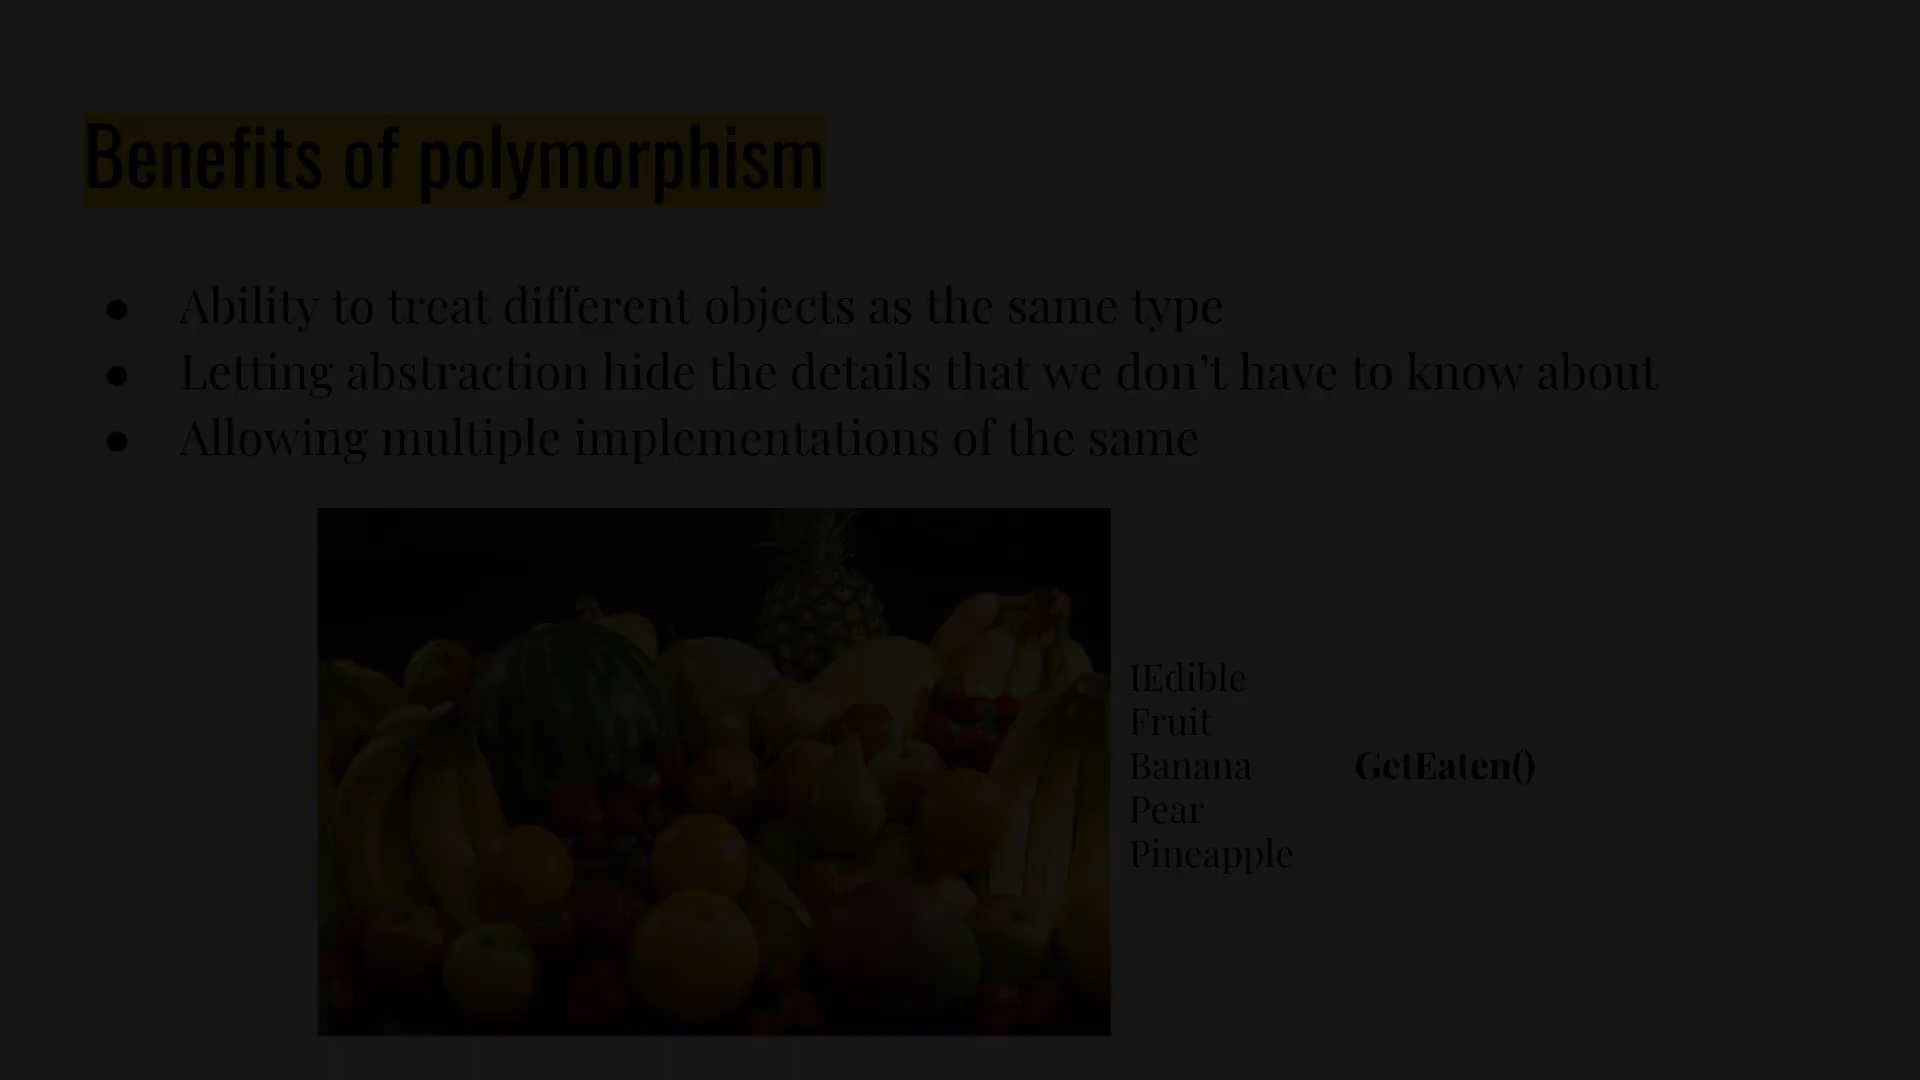 Benefits of polymorphism
● Ability to treat different objects as the same type
● Letting abstraction hide the details that we don’t have to know about
● Allowing multiple implementations of the same
IEdible
Fruit
Banana GetEaten()
Pear
Pineapple